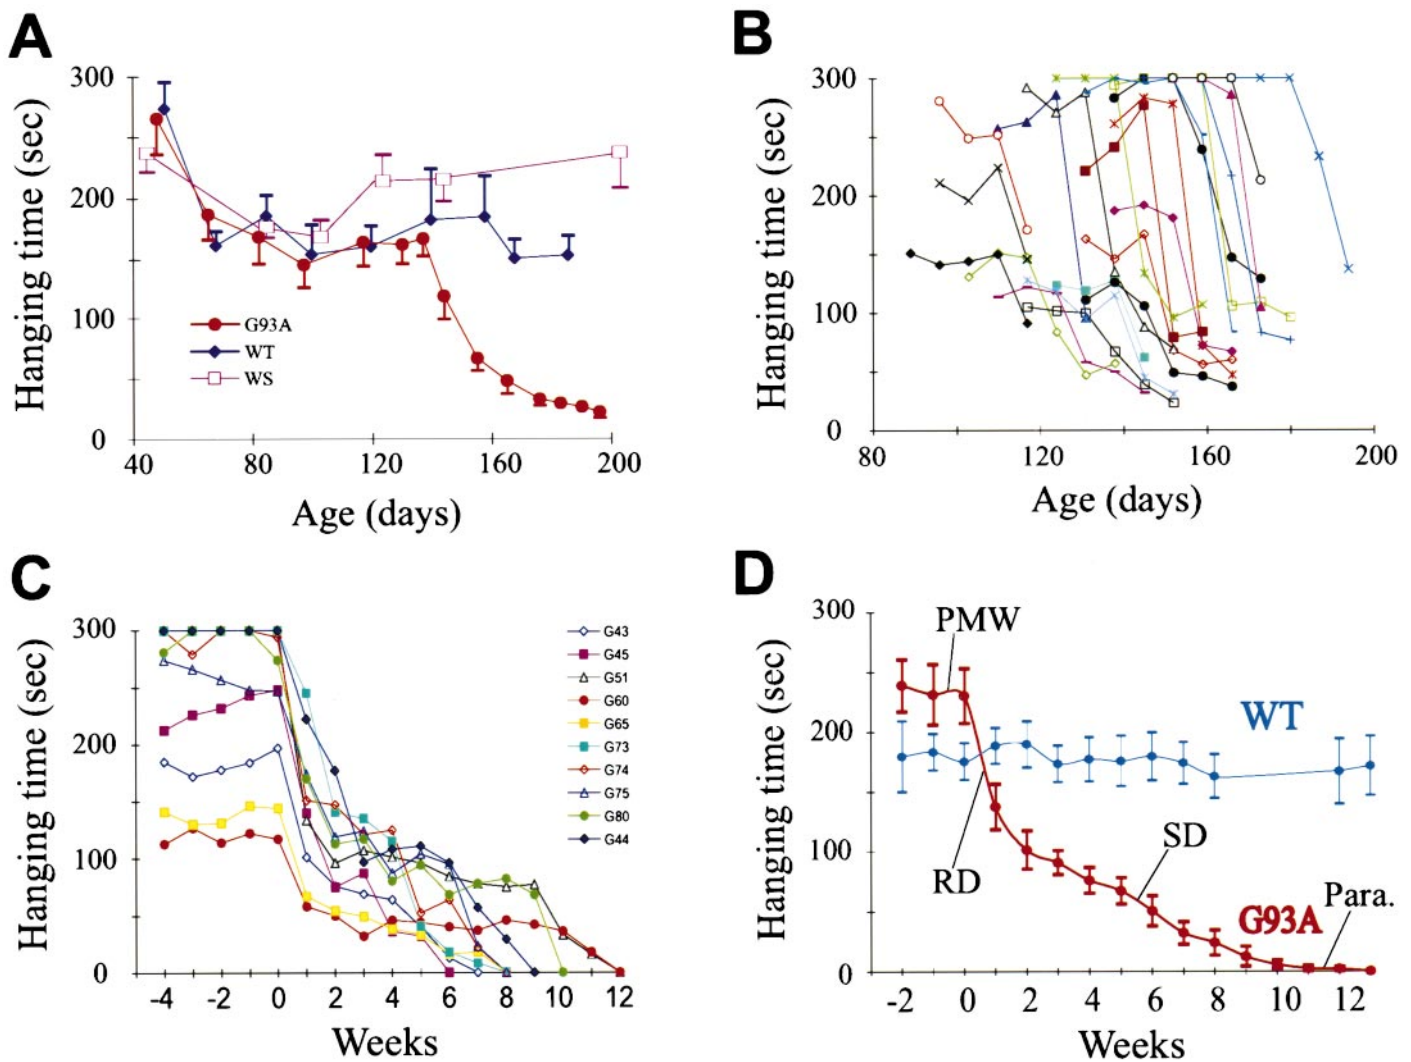 A
Hanging time (sec)
300
200
100
0
G93A
WT
WS
40 80 120 160 200
Age (days)
B
Hanging time (sec)
300
200
100
0
80 120 160 200
Age (days)
C
Hanging time (sec)
300
200
100
0
G43
G45
G51
G60
G65
G73
G74
G75
G80
G44
-4 -2 0 2 4 6 8 10 12
Weeks
D
Hanging time (sec)
300
200
100
0
PMW
WT
RD
SD
G93A
Para.
-2 0 2 4 6 8 10 12
Weeks